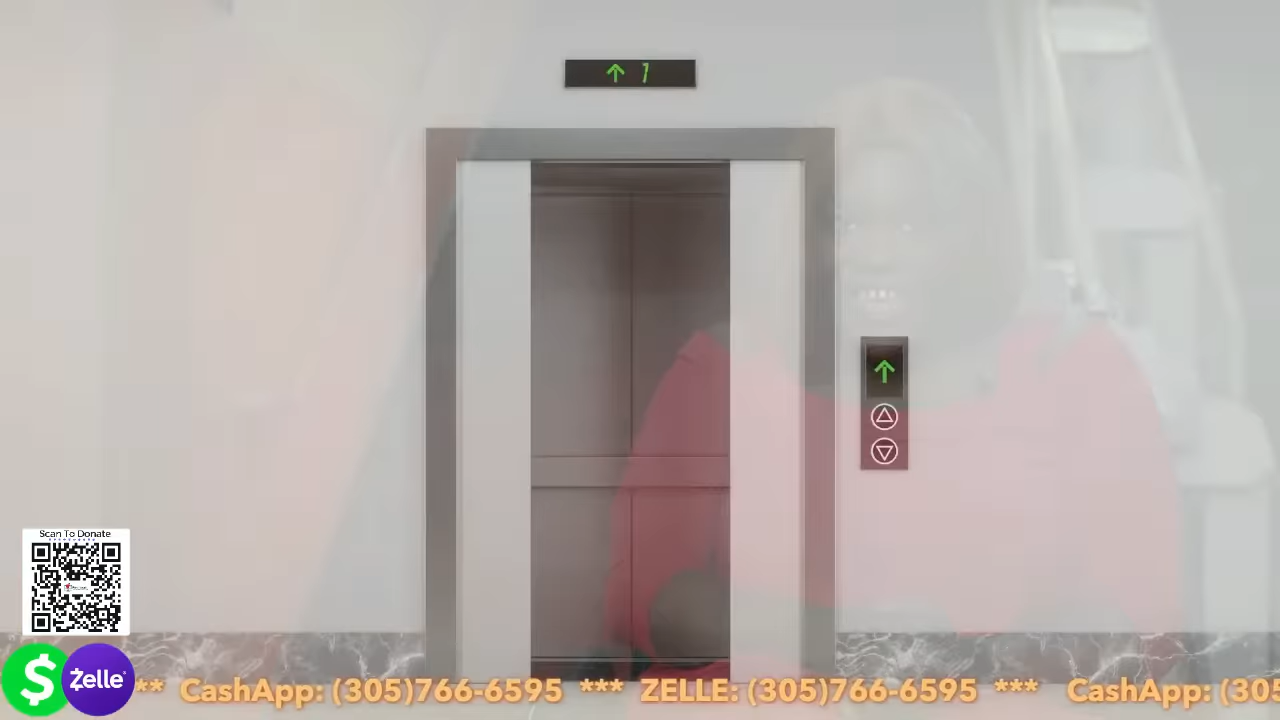 ↑ 1
Scan To Donate
$ Zelle
** CashApp: (305)766-6595 *** ZELLE: (305)766-6595 *** CashApp: (305